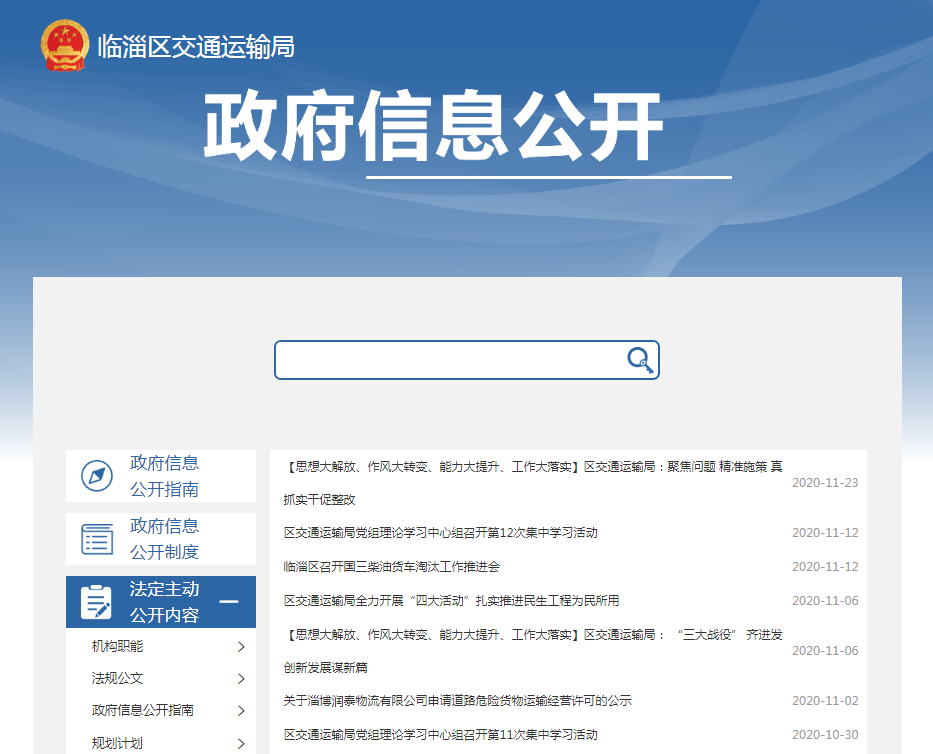 临淄区交通运输局
政府信息公开
政府信息
公开指南
政府信息
公开制度
法定主动
公开内容
机构职能
法规公文
政府信息公开指南
规划计划
【思想大解放、作风大转变、能力大提升、工作大落实】区交通运输局：聚焦问题 精准施策 真
抓实干促整改
2020-11-23
区交通运输局党组理论学习中心组召开第12次集中学习活动
2020-11-12
临淄区召开国三柴油货车淘汰工作推进会
2020-11-12
区交通运输局全力开展“四大活动”扎实推进民生工程为民所用
2020-11-06
【思想大解放、作风大转变、能力大提升、工作大落实】区交通运输局： “三大战役” 齐进发
创新发展谋新篇
2020-11-06
关于淄博润泰物流有限公司申请道路危险货物运输经营许可的公示
2020-11-02
区交通运输局党组理论学习中心组召开第11次集中学习活动
2020-10-30